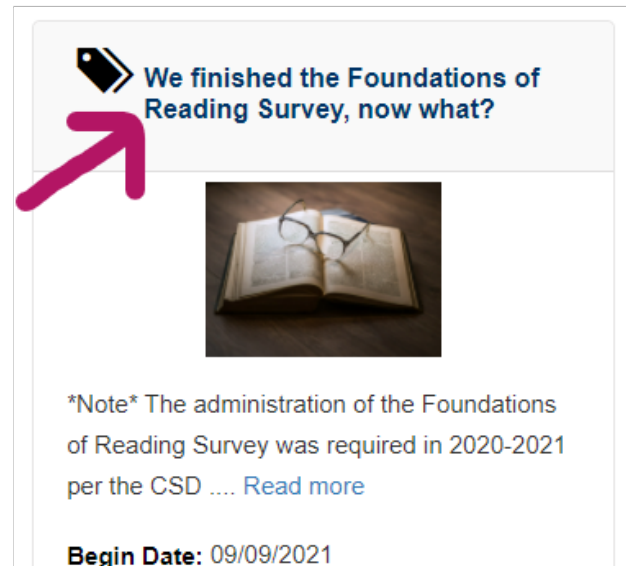 We finished the Foundations of
Reading Survey, now what?
*Note* The administration of the Foundations
of Reading Survey was required in 2020-2021
per the CSD .... Read more
Begin Date: 09/09/2021